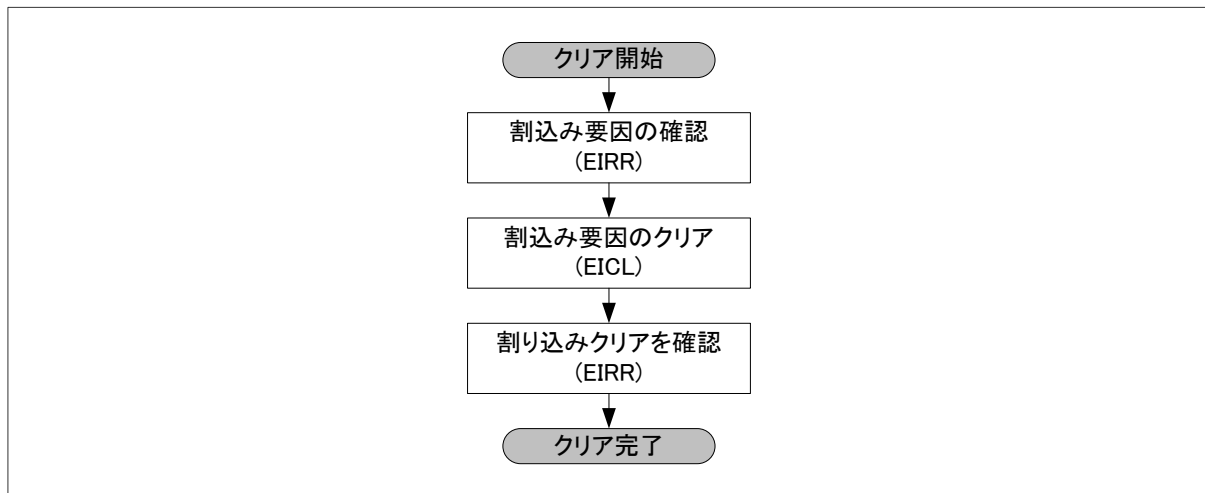 クリア開始
割込み要因の確認
(EIRR)
割込み要因のクリア
(EICL)
割り込みクリアを確認
(EIRR)
クリア完了